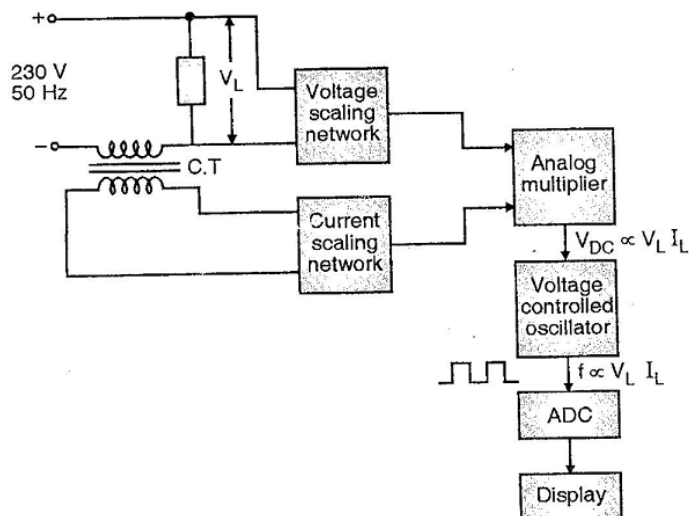 +
230 V
50 Hz
V_L
Voltage
scaling
network
−
C.T
Analog
multiplier
Current
scaling
network
V_DC ∝ V_L I_L
Voltage
controlled
oscillator
f ∝ V_L I_L
ADC
Display